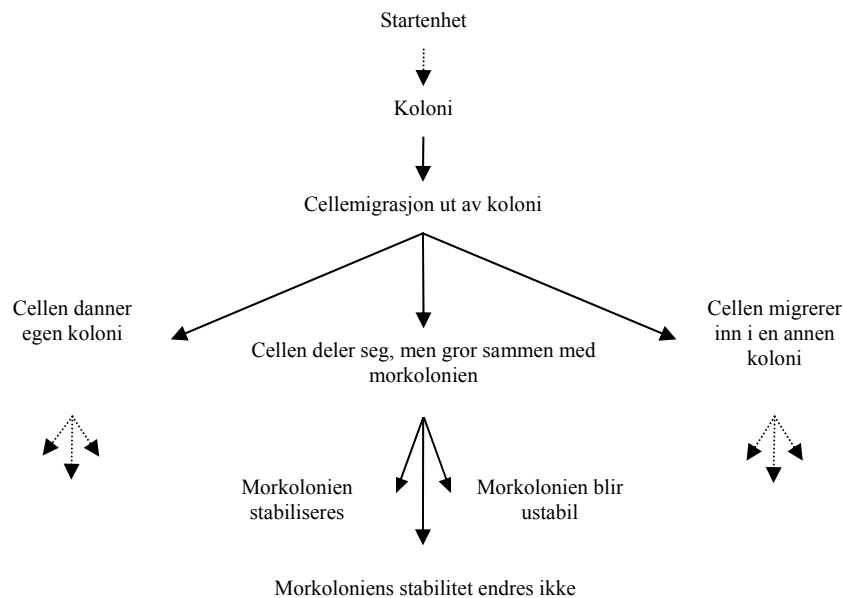 Startenhet
Koloni
Cellemigrasjon ut av koloni
Cellen danner
egen koloni
Cellen deler seg, men gror sammen med
morkolonien
Cellen migrerer
inn i en annen
koloni
Morkolonien
stabiliseres
Morkolonien blir
ustabil
Morkoloniens stabilitet endres ikke